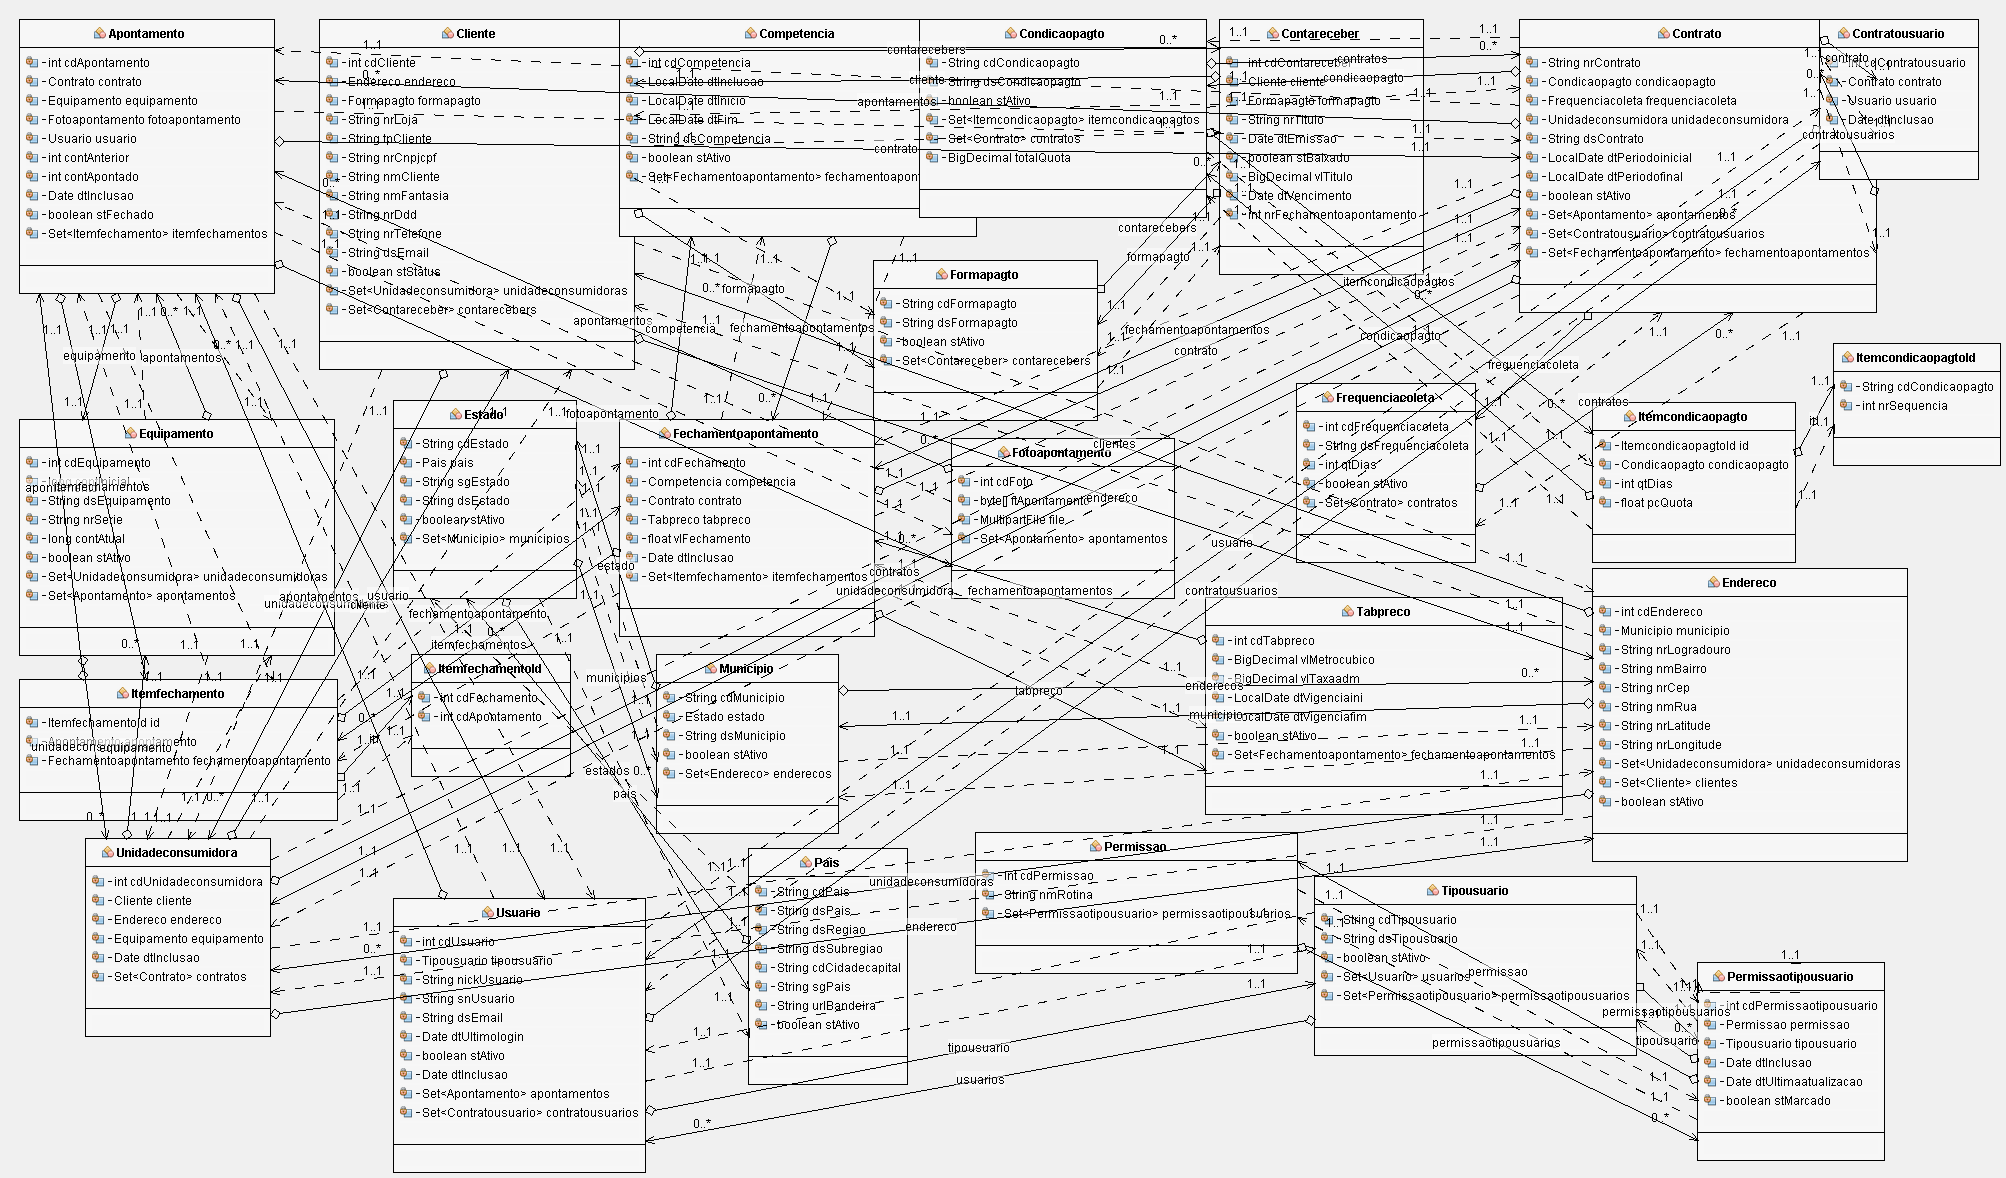 Apontamento
- int cdApontamento
- Contrato contrato
- Equipamento equipamento
- Fotoapontamento fotoapontamento
- Usuario usuario
- int contAnterior
- int contApontado
- Date dtInclusao
- boolean stFechado
- Set<Itemfechamento> itemfechamentos
Cliente
- int cdCliente
- Endereco endereco
- Formapagto formapagto
- String nrLoja
- String tpCliente
- String nrCnpjcpf
- String nmCliente
- String nmFantasia
- String nrDdd
- String nrTelefone
- String dsEmail
- boolean stStatus
- Set<Unidadeconsumidora> unidadeconsumidoras
- Set<Contareceber> contarecebers
Competencia
- int cdCompetencia
- LocalDate dtInclusao
- LocalDate dtInicio
- LocalDate dtFim
- String dsCompetencia
- boolean stAtivo
- Set<Fechamentoapontamento> fechamentoapont
Condicaopagto
- String cdCondicaopagto
- String dsCondicaopagto
- boolean stAtivo
- Set<Itemcondicaopagto> itemcondicaopagtos
- Set<Contrato> contratos
- BigDecimal totalQuota
Contareceber
- int cdContareceber
- Cliente cliente
- Formapagto formapagto
- String nrTitulo
- Date dtEmissao
- boolean stBaixado
- BigDecimal vlTitulo
- Date dtVencimento
- int nrFechamentoapontamento
Contrato
- String nrContrato
- Condicaopagto condicaopagto
- Frequenciacoleta frequenciacoleta
- Unidadeconsumidora unidadeconsumidora
- String dsContrato
- LocalDate dtPeriodoinicial
- LocalDate dtPeriodofinal
- boolean stAtivo
- Set<Apontamento> apontamentos
- Set<Contratousuario> contratousuarios
- Set<Fechamentoapontamento> fechamentoapontamentos
Contratousuario
- int cdContratousuario
- Contrato contrato
- Usuario usuario
- Date dtInclusao
Formapagto
- String cdFormapagto
- String dsFormapagto
- boolean stAtivo
- Set<Contareceber> contarecebers
ItemcondicaopagtoId
- String cdCondicaopagto
- int nrSequencia
Equipamento
- int cdEquipamento
- String dsEquipamento
- String nrSerie
- long contAtual
- boolean stAtivo
- Set<Unidadeconsumidora> unidadeconsumidoras
- Set<Apontamento> apontamentos
Estado
- String cdEstado
- Pais pais
- String sgEstado
- String dsEstado
- boolean stAtivo
- Set<Municipio> municipios
Fechamentoapontamento
- int cdFechamento
- Competencia competencia
- Contrato contrato
- Tabpreco tabpreco
- float vlFechamento
- Date dtInclusao
- Set<Itemfechamento> itemfechamentos
Fotoapontamento
- int cdFoto
- byte[] ftApontamento
- MultipartFile file
- Set<Apontamento> apontamentos
Frequenciacoleta
- int cdFrequenciacoleta
- String dsFrequenciacoleta
- int qtDias
- boolean stAtivo
- Set<Contrato> contratos
Itemcondicaopagto
- ItemcondicaopagtoId id
- Condicaopagto condicaopagto
- int qtDias
- float pcQuota
Endereco
- int cdEndereco
- Municipio municipio
- String nrLogradouro
- String nmBairro
- String nrCep
- String nmRua
- String nrLatitude
- String nrLongitude
- Set<Unidadeconsumidora> unidadeconsumidoras
- Set<Cliente> clientes
- boolean stAtivo
Tabpreco
- int cdTabpreco
- BigDecimal vlMetrocubico
- BigDecimal vlTaxaadm
- LocalDate dtVigenciaini
- LocalDate dtVigenciafim
- boolean stAtivo
- Set<Fechamentoapontamento> fechamentoapontamentos
Itemfechamento
- ItemfechamentoId id
- Apontamento apontamento
- Fechamentoapontamento fechamentoapontamento
ItemfechamentoId
- int cdFechamento
- int cdApontamento
Municipio
- String cdMunicipio
- Estado estado
- String dsMunicipio
- boolean stAtivo
- Set<Endereco> enderecos
Unidadeconsumidora
- int cdUnidadeconsumidora
- Cliente cliente
- Endereco endereco
- Equipamento equipamento
- Date dtInclusao
- Set<Contrato> contratos
Usuario
- int cdUsuario
- Tipousuario tipousuario
- String nickUsuario
- String snUsuario
- String dsEmail
- Date dtUltimologin
- boolean stAtivo
- Date dtInclusao
- Set<Apontamento> apontamentos
- Set<Contratousuario> contratousuarios
Pais
- String cdPais
- String dsPais
- String dsRegiao
- String dsSubregiao
- String cdCidadecapital
- String sgPais
- String urlBandeira
- boolean stAtivo
Permissao
- int cdPermissao
- String nmRotina
- Set<Permissaotipousuario> permissaotipousuarios
Tipousuario
- String cdTipousuario
- String dsTipousuario
- boolean stAtivo
- Set<Usuario> usuarios
- Set<Permissaotipousuario> permissaotipousuarios
Permissaotipousuario
- int cdPermissaotipousuario
- Permissao permissao
- Tipousuario tipousuario
- Date dtInclusao
- Date dtUltimaatualizacao
- boolean stMarcado
contarecebers
cliente
apontamentos
contrato
contratos
condicaopagto
contrato
contratousuarios
contarecebers
formapagto
itemcondicaopagtos
condicaopagto
frequenciacoleta
contratos
id
formapagto
apontamentos
competencia
fechamentoapontamentos
fechamentoapontamentos
contrato
equipamento
apontamentos
fotoapontamento
clientes
endereco
usuario
estado
contratos
unidadeconsumidora
fechamentoapontamentos
contratousuarios
apontamentos
usuario
cliente
fechamentoapontamento
itemfechamentos
itemfechamentos
municipios
tabpreco
enderecos
municipio
equipamento
id
estados
pais
unidadeconsumidoras
endereco
permissao
permissaotipousuarios
tipousuario
permissaotipousuarios
tipousuario
usuarios
1..1
0..*